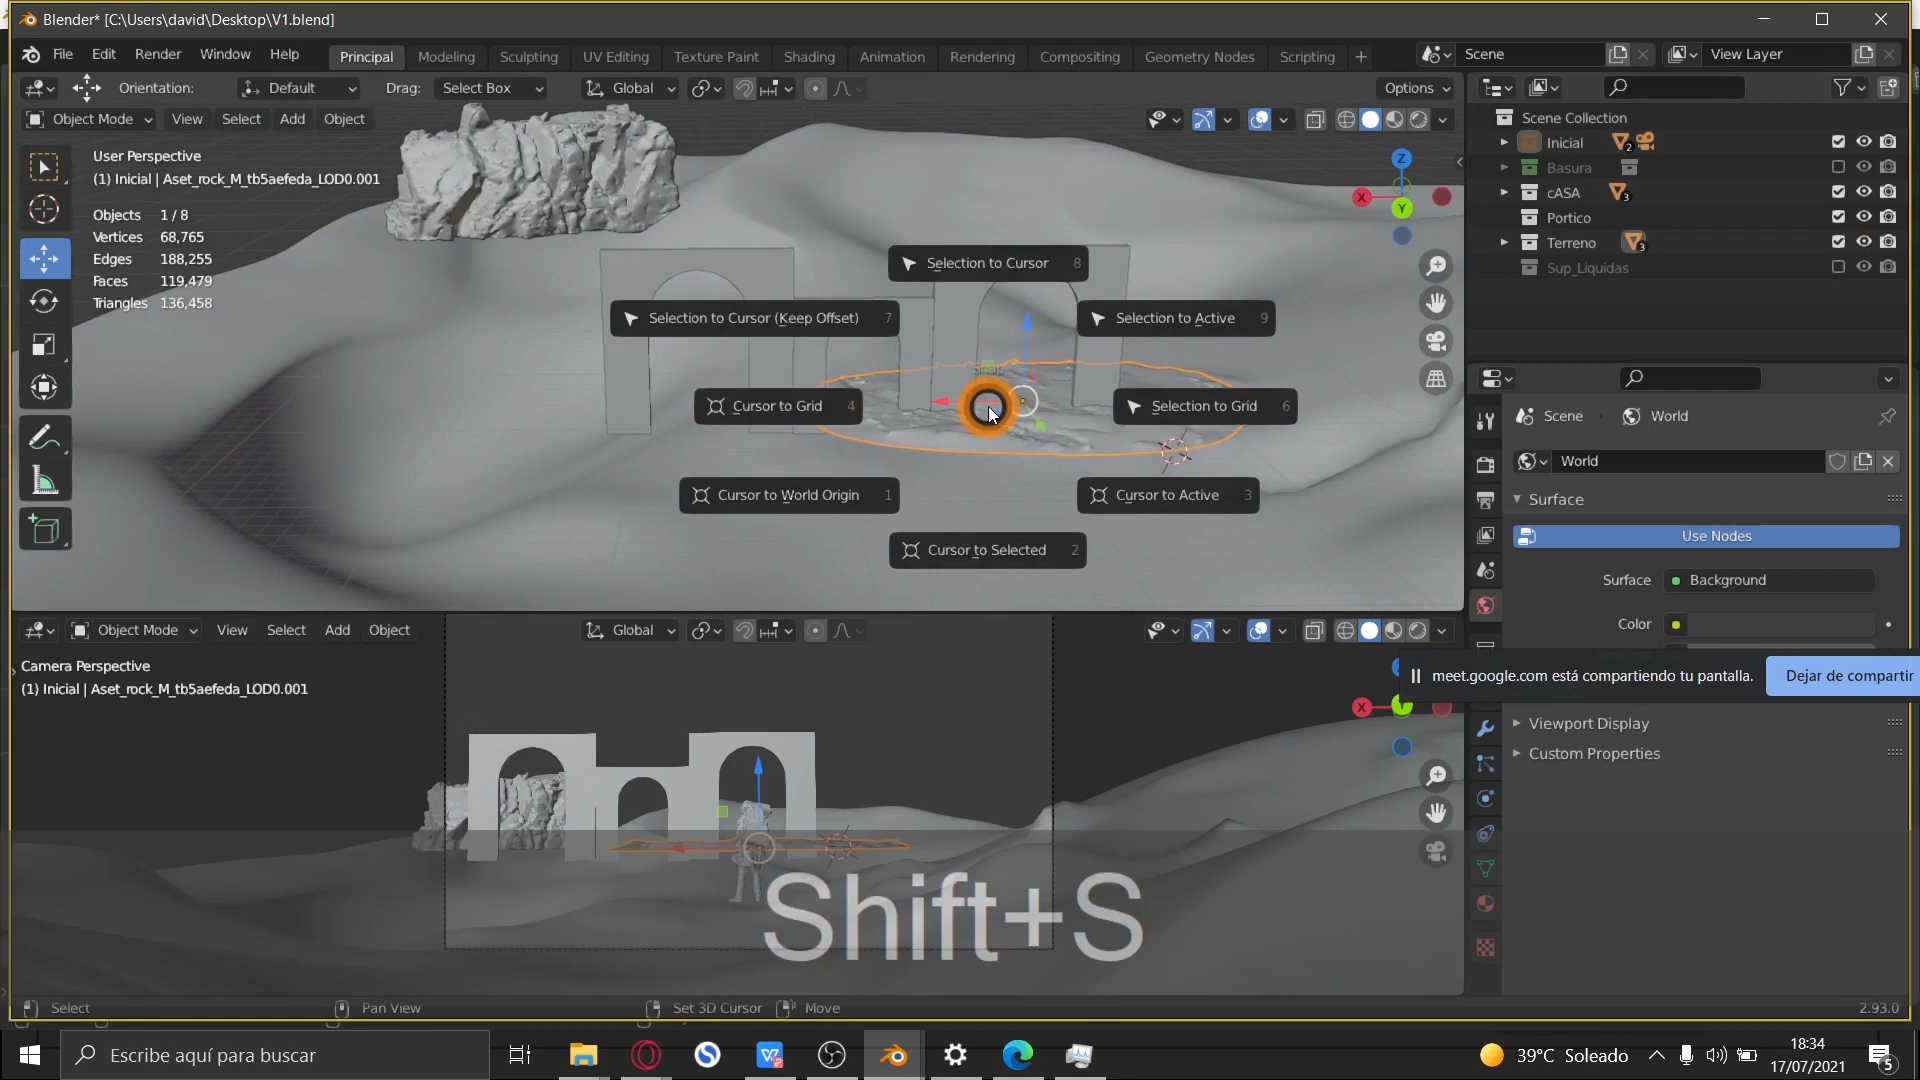 Blender* [C:\Users\david\Desktop\V1.blend]
File Edit Render Window Help Principal Modeling Sculpting UV Editing Texture Paint Shading Animation Rendering Compositing Geometry Nodes Scripting + Scene View Layer
Orientation: Default Drag: Select Box Global Options
Object Mode View Select Add Object
User Perspective
(1) Inicial | Aset_rock_M_tb5aefeda_LOD0.001
Objects 1 / 8
Vertices 68,765
Edges 188,255
Faces 119,479
Triangles 136,458
Z
X
Y
Selection to Cursor 8
Selection to Cursor (Keep Offset) 7
Selection to Active 9
Snap
Cursor to Grid 4
Selection to Grid 6
Cursor to World Origin 1
Cursor to Active 3
Cursor to Selected 2
Scene Collection
Inicial 2
Basura
cASA 3
Portico
Terreno 3
Sup_Liquidas
Scene World
World
Surface
Use Nodes
Surface Background
Color
meet.google.com está compartiendo tu pantalla. Dejar de compartir
Viewport Display
Custom Properties
Object Mode View Select Add Object Global
Camera Perspective
(1) Inicial | Aset_rock_M_tb5aefeda_LOD0.001
X
Y
Shift+S
Select Pan View Set 3D Cursor Move 2.93.0
Escribe aquí para buscar
39°C Soleado
18:34
17/07/2021
5